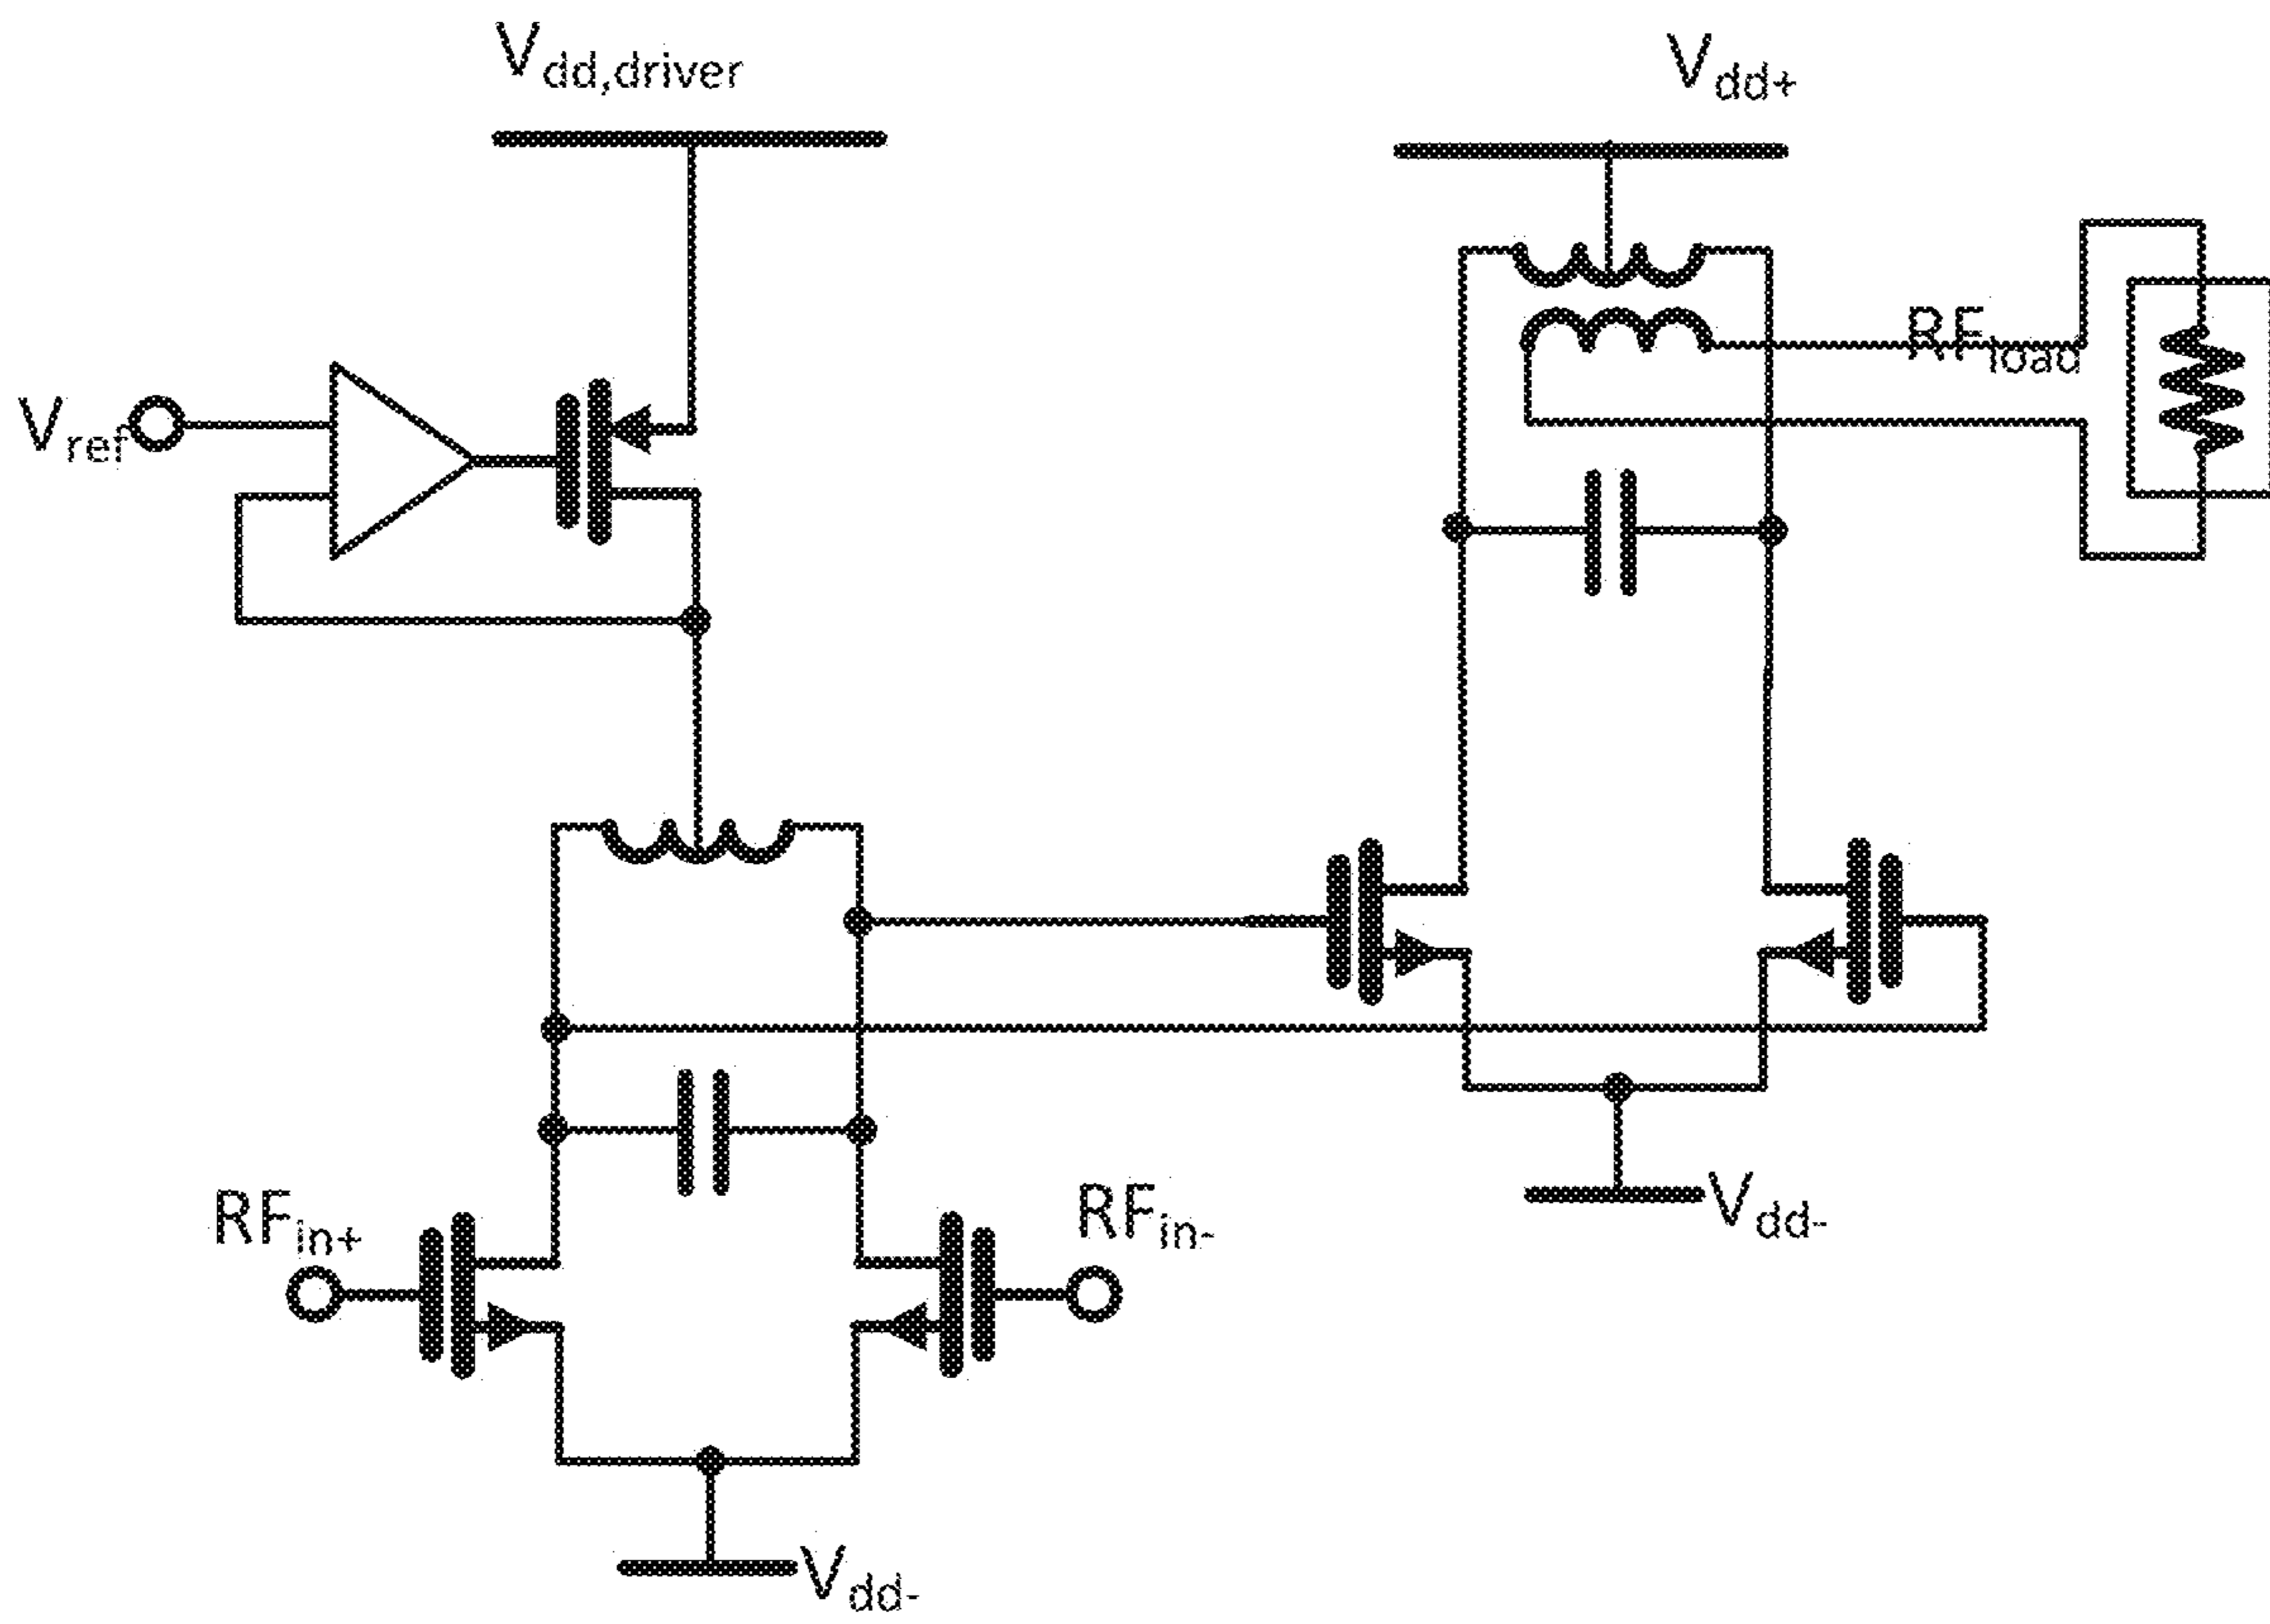 Vdd,driver
Vdd+
RFload
Vref
RFin+
RFin-
Vdd-
Vdd-